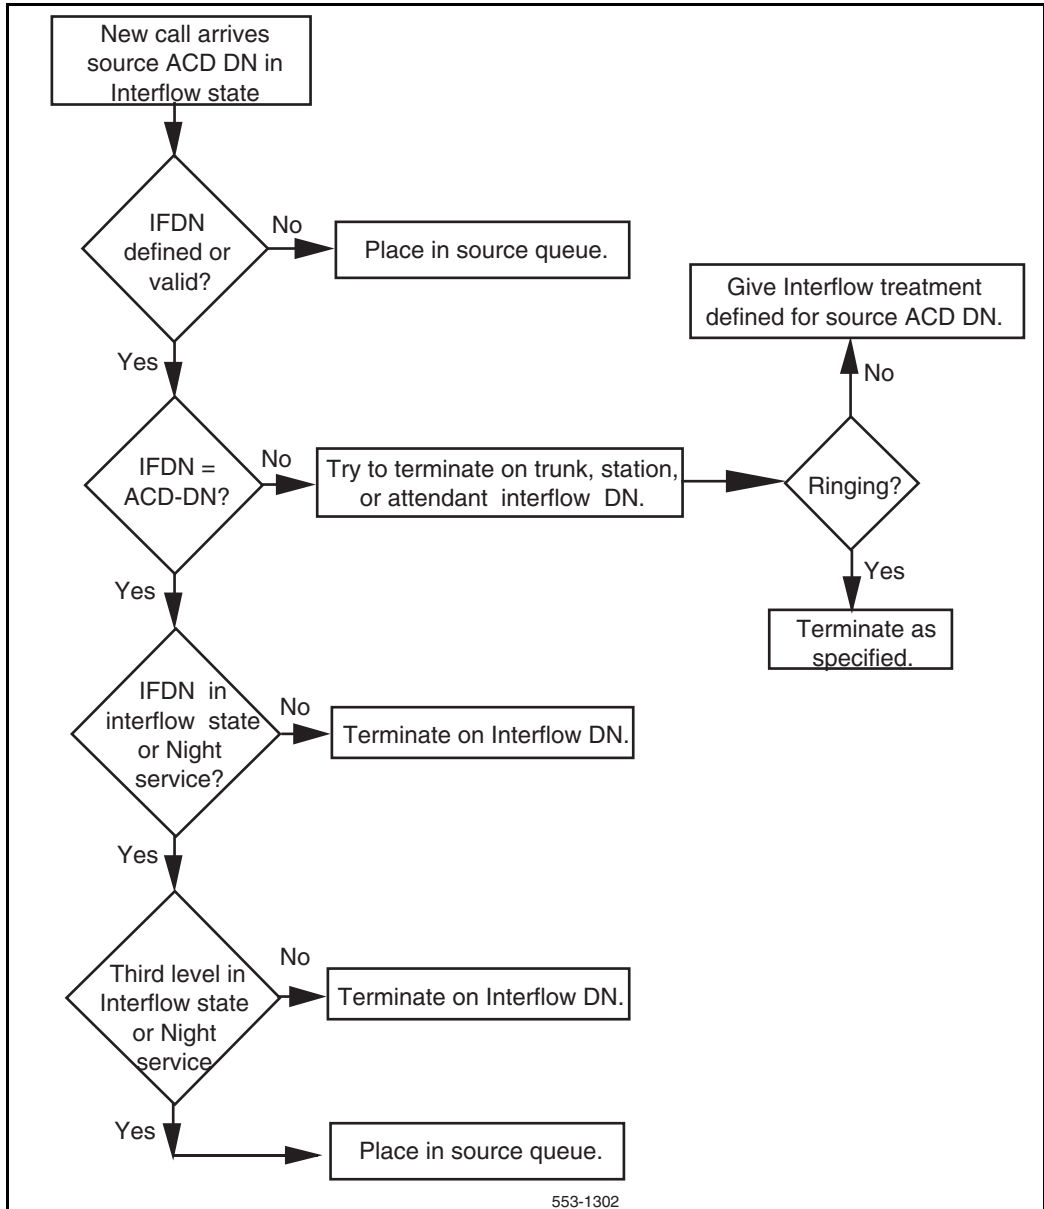 New call arrives
source ACD DN in
Interflow state
IFDN
defined or
valid?
No
Place in source queue.
Yes
Give Interflow treatment
defined for source ACD DN.
No
IFDN =
ACD-DN?
No
Try to terminate on trunk, station,
or attendant interflow DN.
Ringing?
Yes
Terminate as
specified.
Yes
IFDN in
interflow state
or Night
service?
No
Terminate on Interflow DN.
Yes
Third level in
Interflow state
or Night
service
No
Terminate on Interflow DN.
Yes
Place in source queue.
553-1302